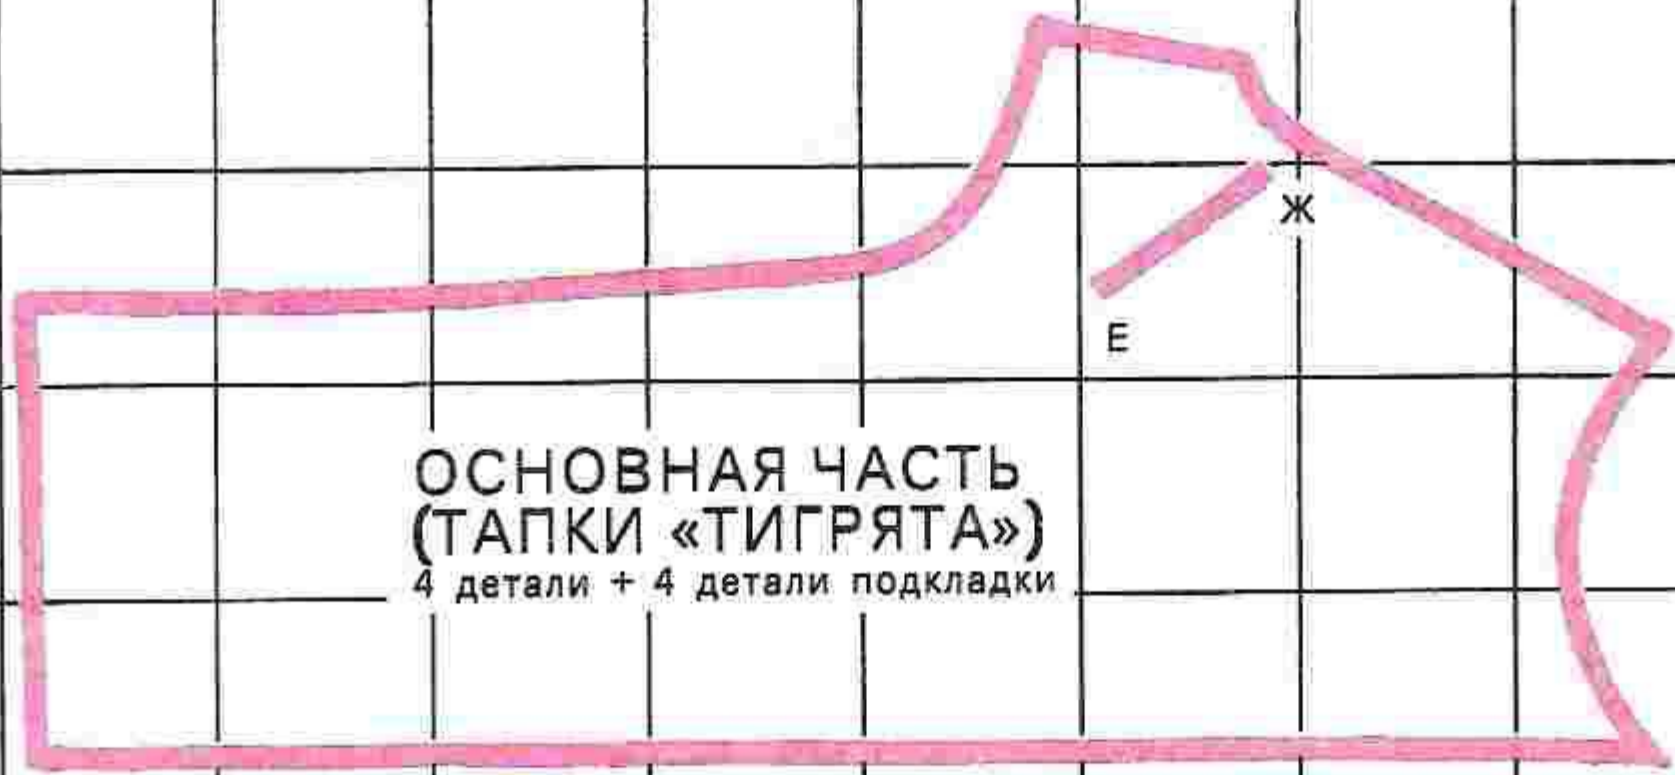 Ж
Е
ОСНОВНАЯ ЧАСТЬ
(ТАПКИ «ТИГРЯТА»)
4 детали + 4 детали подкладки